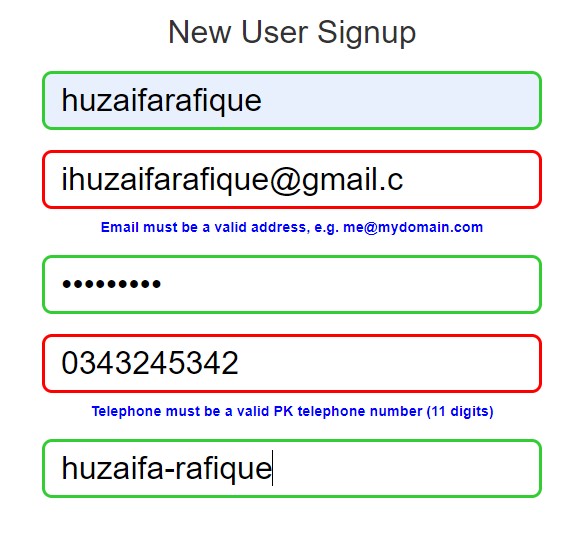 New User Signup
huzaifarafique
ihuzaifarafique@gmail.c
Email must be a valid address, e.g. me@mydomain.com
•••••••••
0343245342
Telephone must be a valid PK telephone number (11 digits)
huzaifa-rafique